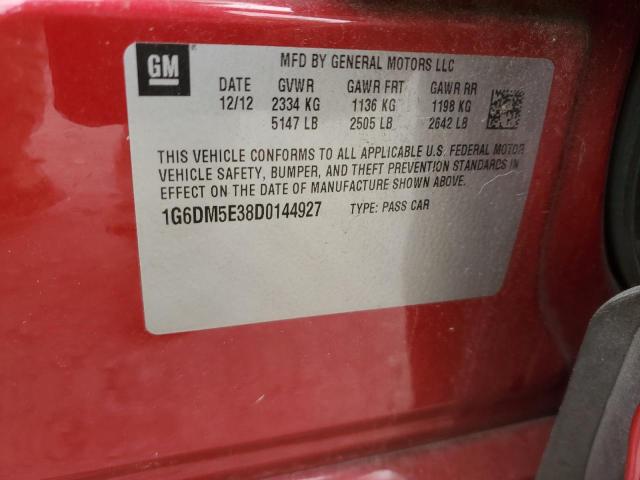 GM
MFD BY GENERAL MOTORS LLC
DATE GVWR GAWR FRT GAWR RR
12/12 2334 KG 1136 KG 1198 KG
5147 LB 2505 LB 2642 LB
THIS VEHICLE CONFORMS TO ALL APPLICABLE U.S. FEDERAL MOTOR
VEHICLE SAFETY, BUMPER, AND THEFT PREVENTION STANDARDS IN
EFFECT ON THE DATE OF MANUFACTURE SHOWN ABOVE.
1G6DM5E38D0144927 TYPE: PASS CAR